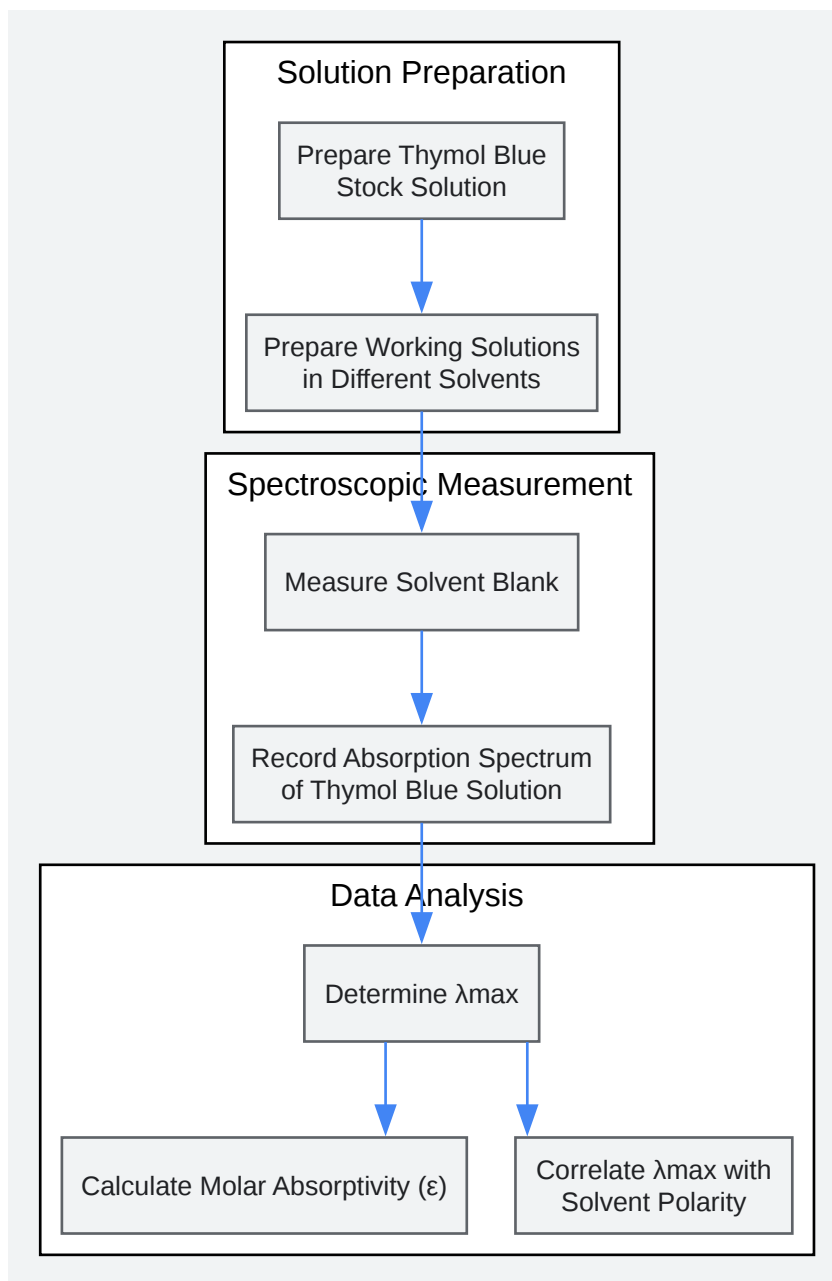 Solution Preparation
Prepare Thymol Blue
Stock Solution
Prepare Working Solutions
in Different Solvents
Spectroscopic Measurement
Measure Solvent Blank
Record Absorption Spectrum
of Thymol Blue Solution
Data Analysis
Determine λmax
Calculate Molar Absorptivity (ε)
Correlate λmax with
Solvent Polarity